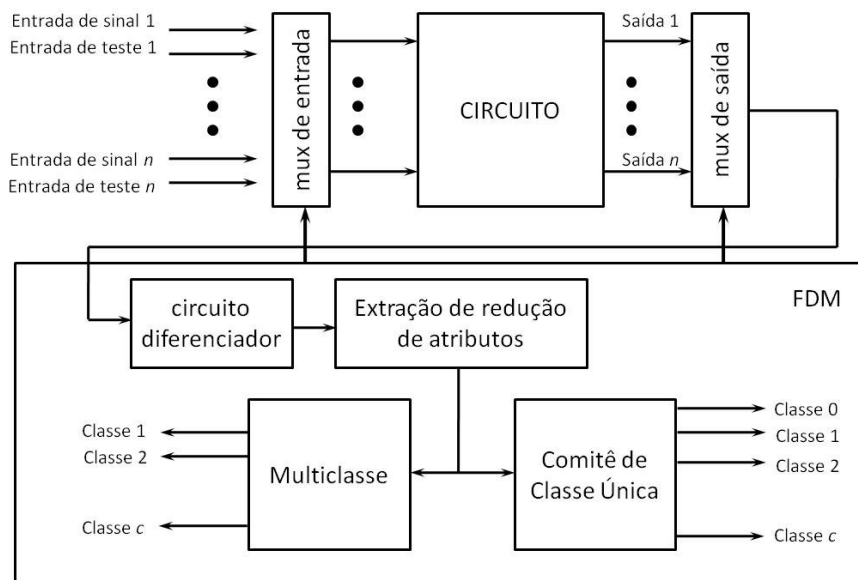 Entrada de sinal 1
Entrada de teste 1
Entrada de sinal n
Entrada de teste n
mux de entrada
CIRCUITO
Saída 1
Saída n
mux de saída
FDM
circuito
diferenciador
Extração de redução
de atributos
Classe 1
Classe 2
Classe c
Multiclasse
Comitê de
Classe Única
Classe 0
Classe 1
Classe 2
Classe c